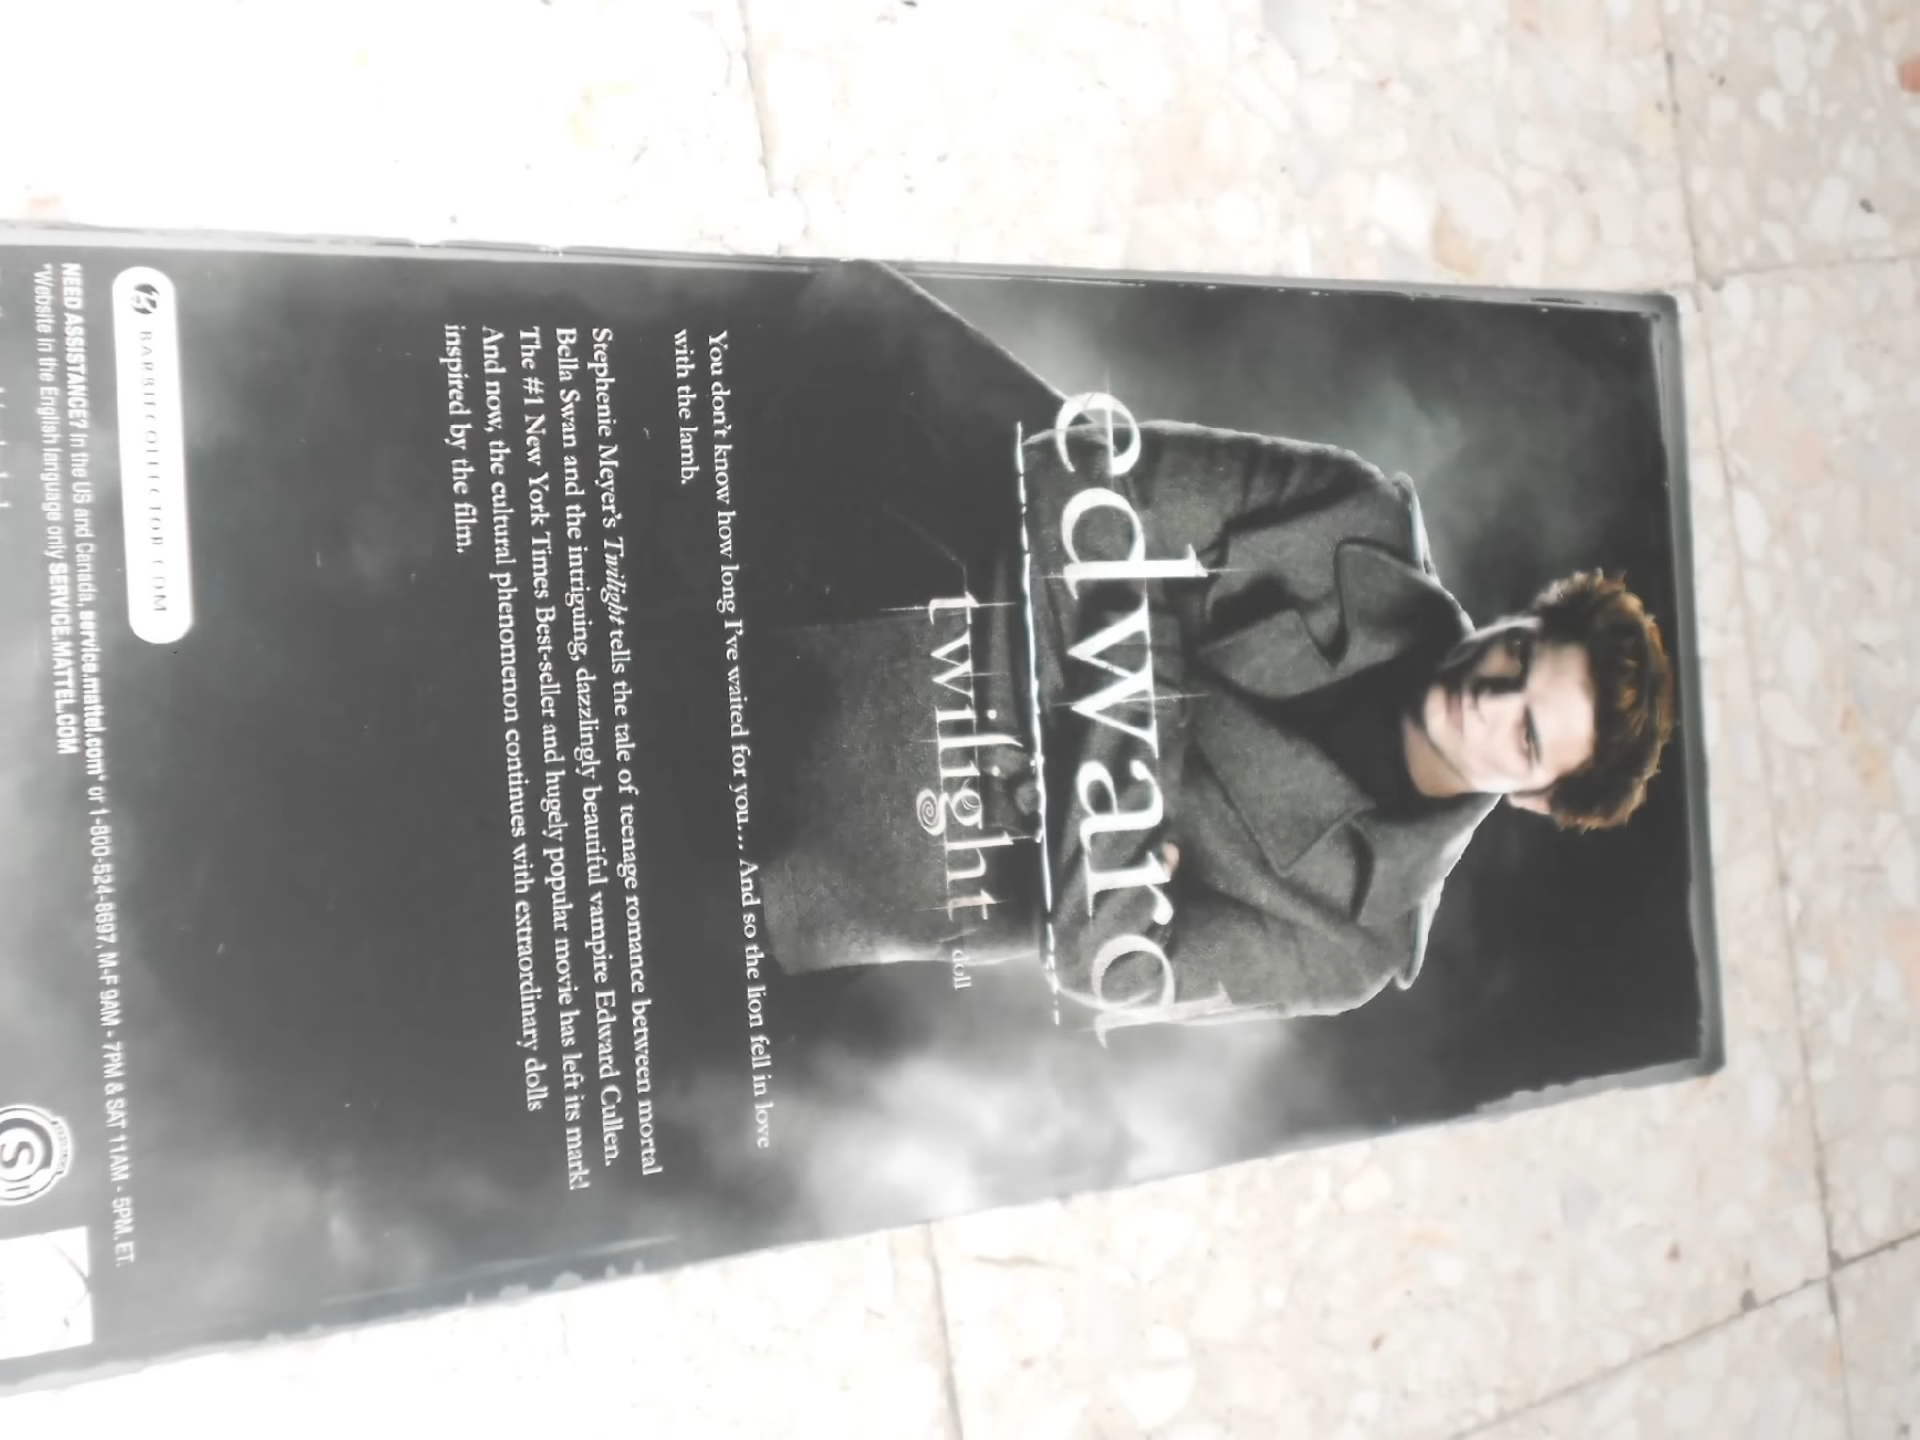 edward
twilight doll
You don't know how long I've waited for you... And so the lion fell in love
with the lamb.
Stephenie Meyer's Twilight tells the tale of teenage romance between mortal
Bella Swan and the intriguing, dazzlingly beautiful vampire Edward Cullen.
The #1 New York Times Best-seller and hugely popular movie has left its mark!
And now, the cultural phenomenon continues with extraordinary dolls
inspired by the film.
BARBIECOLLECTOR.COM
NEED ASSISTANCE? In the US and Canada, service.mattel.com* or 1-800-524-8697, M-F 9AM - 7PM & SAT 11AM - 5PM, ET.
*Website in the English language only SERVICE.MATTEL.COM